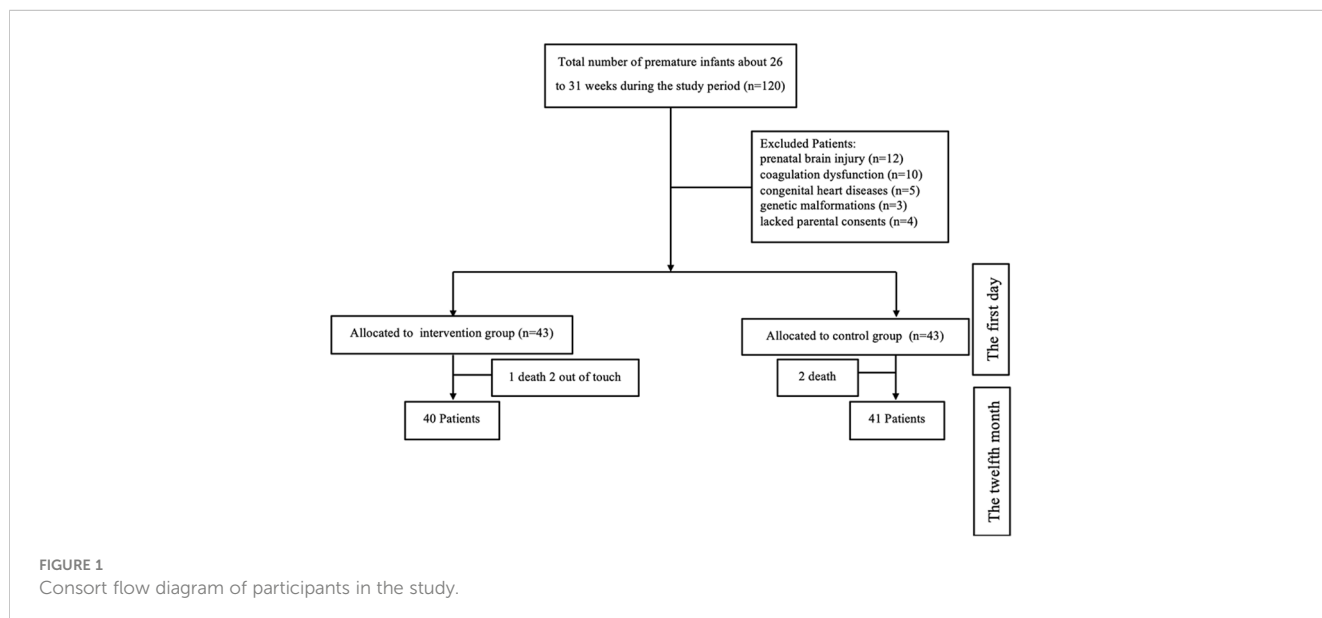 Total number of premature infants about 26
to 31 weeks during the study period (n=120)
Excluded Patients:
prenatal brain injury (n=12)
coagulation dysfunction (n=10)
congenital heart diseases (n=5)
genetic malformations (n=3)
lacked parental consents (n=4)
The first day
Allocated to intervention group (n=43)
Allocated to control group (n=43)
1 death 2 out of touch
2 death
40 Patients
41 Patients
The twelfth month
FIGURE 1
Consort flow diagram of participants in the study.